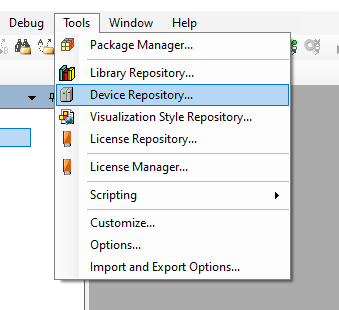 Debug Tools Window Help
Package Manager...
Library Repository...
Device Repository...
Visualization Style Repository...
License Repository...
License Manager...
Scripting
Customize...
Options...
Import and Export Options...